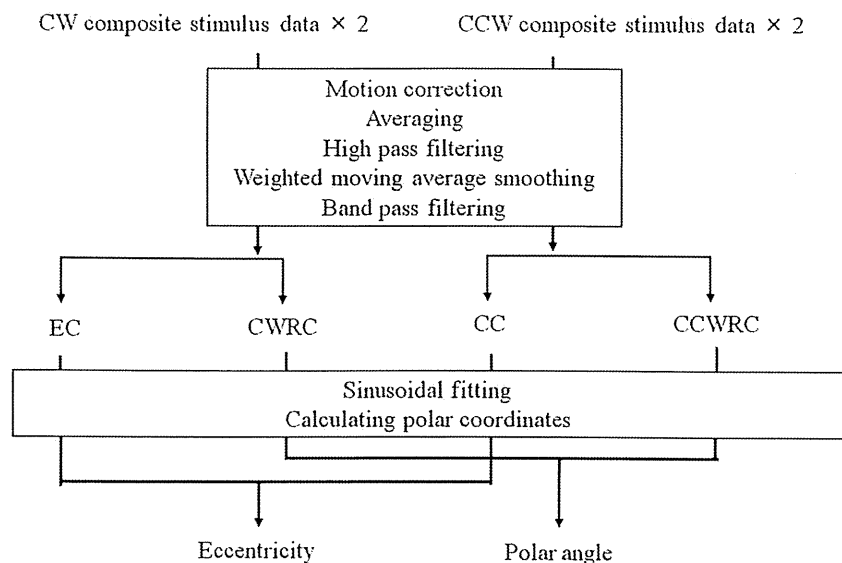 CW composite stimulus data × 2
CCW composite stimulus data × 2
Motion correction
Averaging
High pass filtering
Weighted moving average smoothing
Band pass filtering
EC
CWRC
CC
CCWRC
Sinusoidal fitting
Calculating polar coordinates
Eccentricity
Polar angle